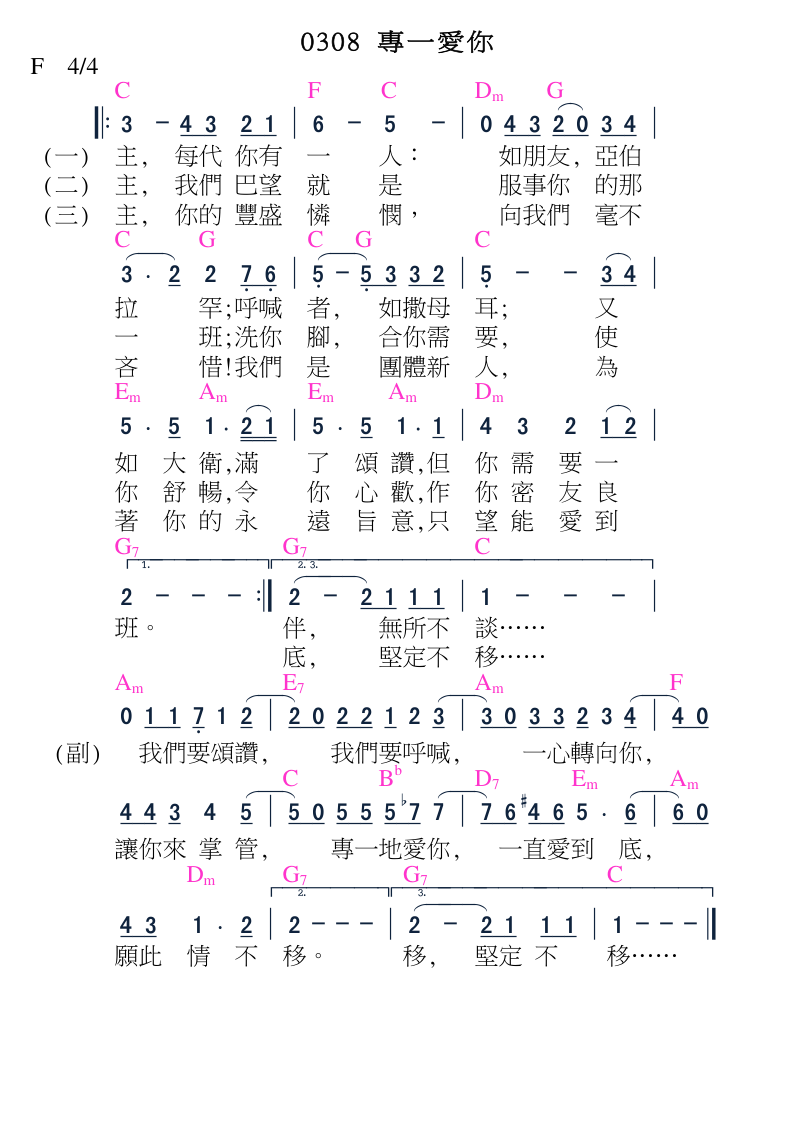 0308 專一愛你
F 4/4
C F C Dm G
3 - 4 3 2 1 | 6 - 5 - | 0 4 3 2 0 3 4 |
(一) 主, 每代 你有 一 人： 如朋友, 亞伯
(二) 主, 我們 巴望 就 是 服事你 的那
(三) 主, 你的 豐盛 憐 憫， 向我們 毫不
C G C G C
3 · 2 2 7 6 | 5 - 5 3 3 2 | 5 - - 3 4 |
拉 罕;呼喊 者, 如撒母 耳; 又
一 班;洗你 腳, 合你需 要, 使
吝 惜!我們 是 團體新 人, 為
Em Am Em Am Dm
5 · 5 1 · 2 1 | 5 · 5 1 · 1 | 4 3 2 1 2 |
如 大 衛,滿 了 頌 讚,但 你 需 要 一
你 舒 暢,令 你 心 歡,作 你 密 友 良
著 你 的 永 遠 旨 意,只 望 能 愛 到
G7 G7 C
1. 2. 3.
2 - - - :| 2 - 2 1 1 1 | 1 - - - |
班。 伴, 無所不 談⋯⋯
底, 堅定不 移⋯⋯
Am E7 Am F
0 1 1 7 1 2 | 2 0 2 2 1 2 3 | 3 0 3 3 2 3 4 | 4 0
(副) 我們要頌讚, 我們要呼喊, 一心轉向你,
C Bb D7 Em Am
4 4 3 4 5 | 5 0 5 5 5 ♭7 7 | 7 6 #4 6 5 · 6 | 6 0
讓你來 掌 管, 專一地愛你, 一直愛到 底,
Dm G7 G7 C
2. 3.
4 3 1 · 2 | 2 - - - | 2 - 2 1 1 1 | 1 - - - |
願此 情 不 移。 移, 堅定 不 移⋯⋯